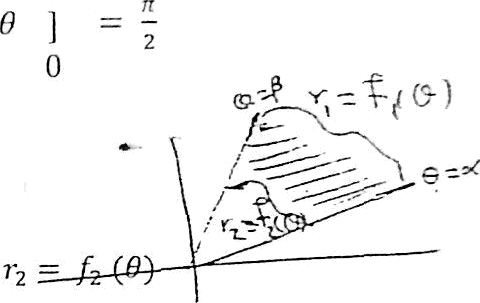 θ ] = π/2
0
θ=β r₁ = f₁(θ)
θ=α
r₂=f₂(θ)
r₂ = f₂ (θ)